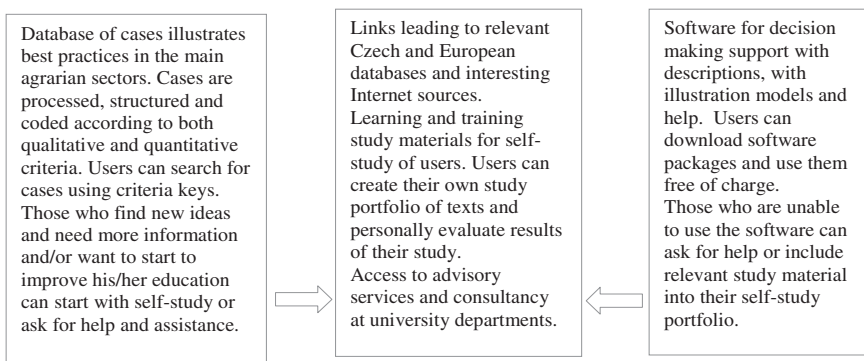 Database of cases illustrates
best practices in the main
agrarian sectors. Cases are
processed, structured and
coded according to both
qualitative and quantitative
criteria. Users can search for
cases using criteria keys.
Those who find new ideas
and need more information
and/or want to start to
improve his/her education
can start with self-study or
ask for help and assistance.
Links leading to relevant
Czech and European
databases and interesting
Internet sources.
Learning and training
study materials for self-
study of users. Users can
create their own study
portfolio of texts and
personally evaluate results
of their study.
Access to advisory
services and consultancy
at university departments.
Software for decision
making support with
descriptions, with
illustration models and
help. Users can
download software
packages and use them
free of charge.
Those who are unable
to use the software can
ask for help or include
relevant study material
into their self-study
portfolio.